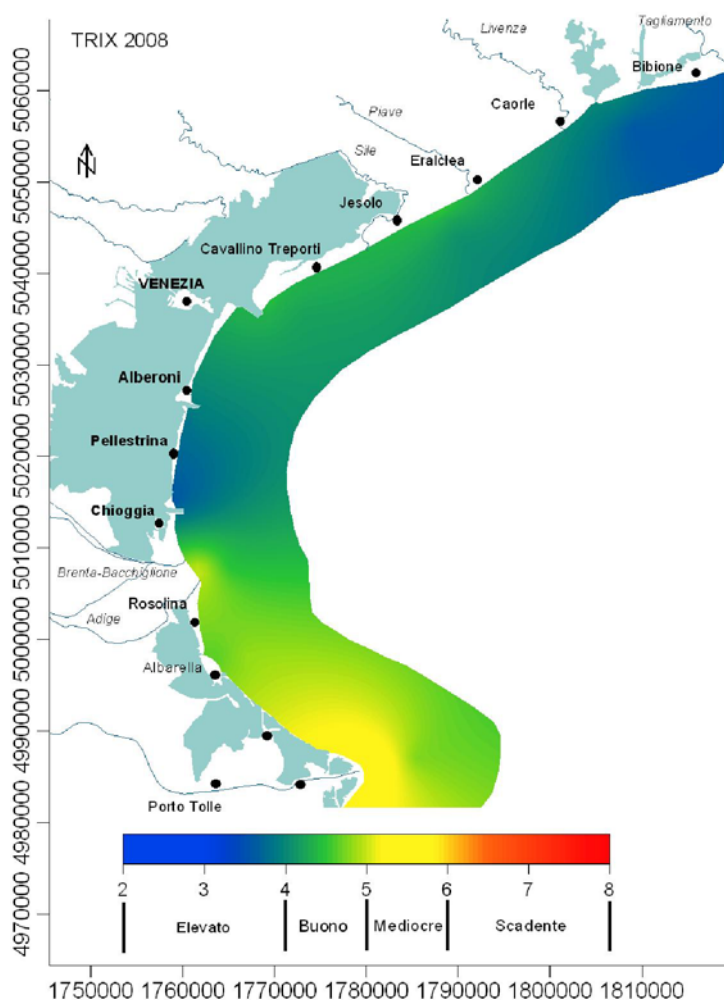 TRIX 2008
Tagliamento
Livenza
Bibione
Caorle
Piave
Eralclea
Sile
Jesolo
Cavallino Treporti
VENEZIA
Alberoni
Pellestrina
Chioggia
Brenta-Bacchiglione
Rosolina
Adige
Albarella
Porto Tolle
N
5060000
5050000
5040000
5030000
5020000
5010000
5000000
4990000
4980000
4970000
2 3 4 5 6 7 8
Elevato Buono Mediocre Scadente
1750000 1760000 1770000 1780000 1790000 1800000 1810000